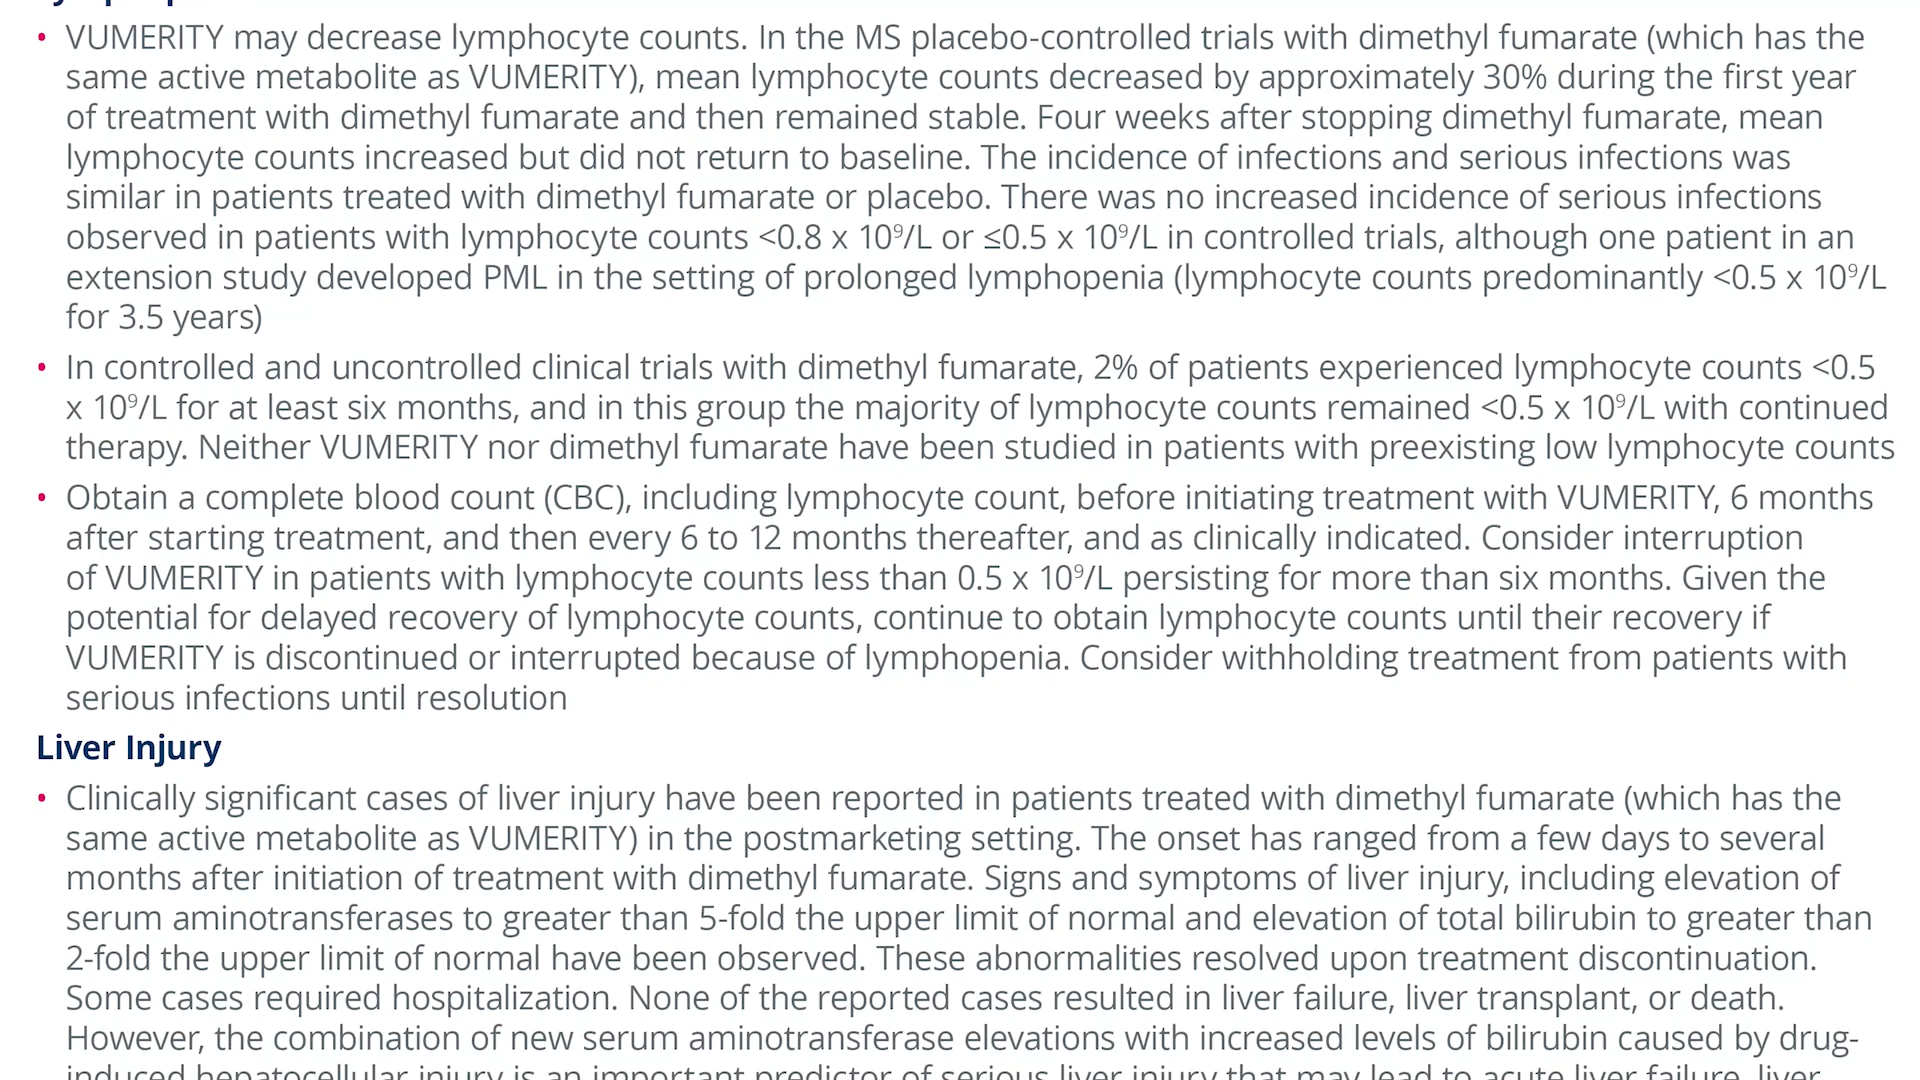 • VUMERITY may decrease lymphocyte counts. In the MS placebo-controlled trials with dimethyl fumarate (which has the
same active metabolite as VUMERITY), mean lymphocyte counts decreased by approximately 30% during the first year
of treatment with dimethyl fumarate and then remained stable. Four weeks after stopping dimethyl fumarate, mean
lymphocyte counts increased but did not return to baseline. The incidence of infections and serious infections was
similar in patients treated with dimethyl fumarate or placebo. There was no increased incidence of serious infections
observed in patients with lymphocyte counts <0.8 x 10⁹/L or ≤0.5 x 10⁹/L in controlled trials, although one patient in an
extension study developed PML in the setting of prolonged lymphopenia (lymphocyte counts predominantly <0.5 x 10⁹/L
for 3.5 years)
• In controlled and uncontrolled clinical trials with dimethyl fumarate, 2% of patients experienced lymphocyte counts <0.5
x 10⁹/L for at least six months, and in this group the majority of lymphocyte counts remained <0.5 x 10⁹/L with continued
therapy. Neither VUMERITY nor dimethyl fumarate have been studied in patients with preexisting low lymphocyte counts
• Obtain a complete blood count (CBC), including lymphocyte count, before initiating treatment with VUMERITY, 6 months
after starting treatment, and then every 6 to 12 months thereafter, and as clinically indicated. Consider interruption
of VUMERITY in patients with lymphocyte counts less than 0.5 x 10⁹/L persisting for more than six months. Given the
potential for delayed recovery of lymphocyte counts, continue to obtain lymphocyte counts until their recovery if
VUMERITY is discontinued or interrupted because of lymphopenia. Consider withholding treatment from patients with
serious infections until resolution
Liver Injury
• Clinically significant cases of liver injury have been reported in patients treated with dimethyl fumarate (which has the
same active metabolite as VUMERITY) in the postmarketing setting. The onset has ranged from a few days to several
months after initiation of treatment with dimethyl fumarate. Signs and symptoms of liver injury, including elevation of
serum aminotransferases to greater than 5-fold the upper limit of normal and elevation of total bilirubin to greater than
2-fold the upper limit of normal have been observed. These abnormalities resolved upon treatment discontinuation.
Some cases required hospitalization. None of the reported cases resulted in liver failure, liver transplant, or death.
However, the combination of new serum aminotransferase elevations with increased levels of bilirubin caused by drug-
induced hepatocellular injury is an important predictor of serious liver injury that may lead to acute liver failure, liver